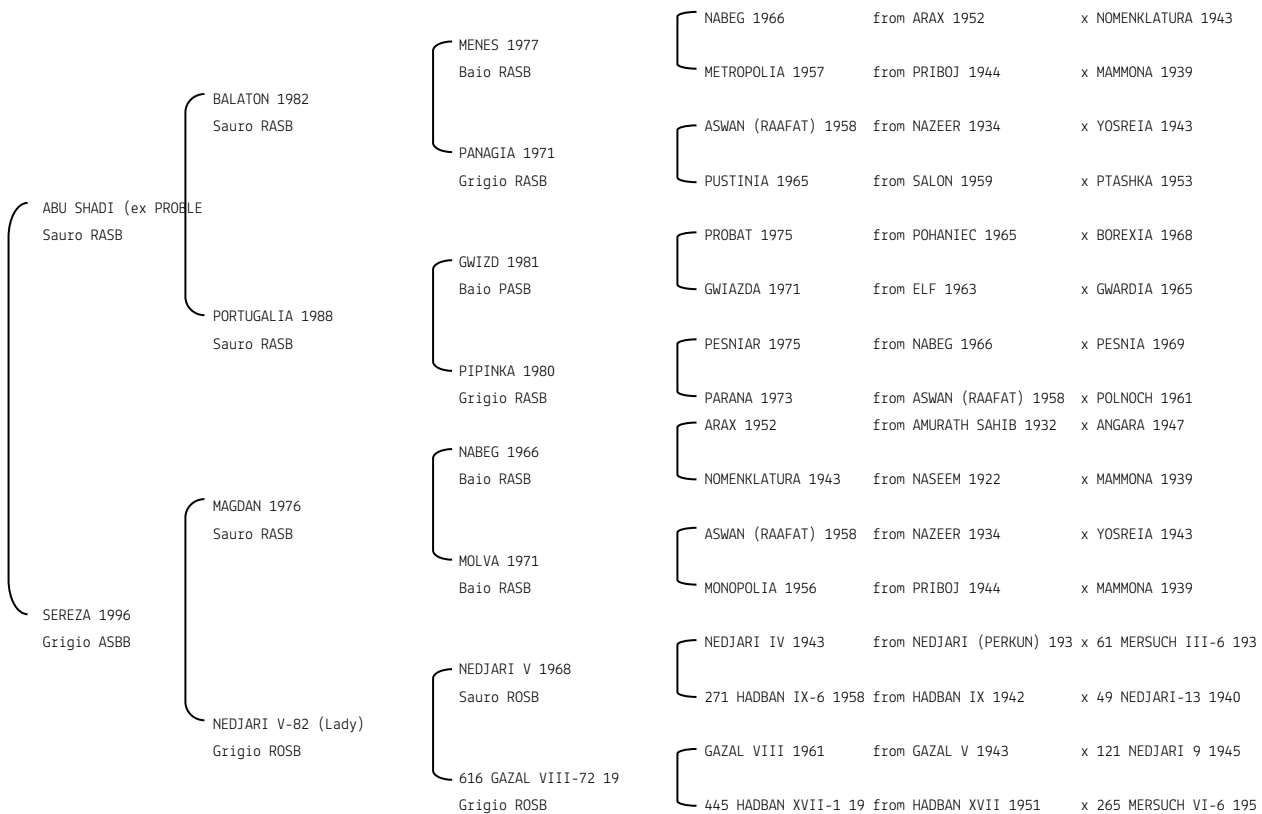 NABEG 1966 from ARAX 1952 x NOMENKLATURA 1943
MENES 1977
Baio RASB
METROPOLIA 1957 from PRIBOJ 1944 x MAMMONA 1939
BALATON 1982
Sauro RASB
ASWAN (RAAFAT) 1958 from NAZEER 1934 x YOSREIA 1943
PANAGIA 1971
Grigio RASB
PUSTINIA 1965 from SALON 1959 x PTASHKA 1953
ABU SHADI (ex PROBLE
Sauro RASB
PROBAT 1975 from POHANIEC 1965 x BOREXIA 1968
GWIZD 1981
Baio PASB
GWIAZDA 1971 from ELF 1963 x GWARDIA 1965
PORTUGALIA 1988
Sauro RASB
PESNIAR 1975 from NABEG 1966 x PESNIA 1969
PIPINKA 1980
Grigio RASB
PARANA 1973 from ASWAN (RAAFAT) 1958 x POLNOCH 1961
ARAX 1952 from AMURATH SAHIB 1932 x ANGARA 1947
NABEG 1966
Baio RASB
NOMENKLATURA 1943 from NASEEM 1922 x MAMMONA 1939
MAGDAN 1976
Sauro RASB
ASWAN (RAAFAT) 1958 from NAZEER 1934 x YOSREIA 1943
MOLVA 1971
Baio RASB
MONOPOLIA 1956 from PRIBOJ 1944 x MAMMONA 1939
SEREZA 1996
Grigio ASBB
NEDJARI IV 1943 from NEDJARI (PERKUN) 193 x 61 MERSUCH III-6 193
NEDJARI V 1968
Sauro ROSB
271 HADBAN IX-6 1958 from HADBAN IX 1942 x 49 NEDJARI-13 1940
NEDJARI V-82 (Lady)
Grigio ROSB
GAZAL VIII 1961 from GAZAL V 1943 x 121 NEDJARI 9 1945
616 GAZAL VIII-72 19
Grigio ROSB
445 HADBAN XVII-1 19 from HADBAN XVII 1951 x 265 MERSUCH VI-6 195